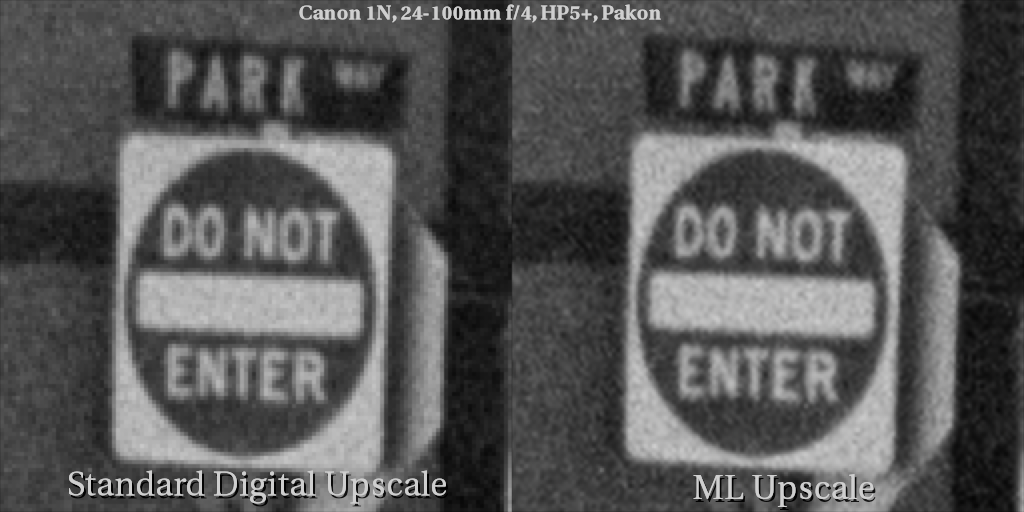 Canon 1N, 24-100mm f/4, HP5+, Pakon
PARK WAY
DO NOT
ENTER
Standard Digital Upscale
PARK WAY
DO NOT
ENTER
ML Upscale